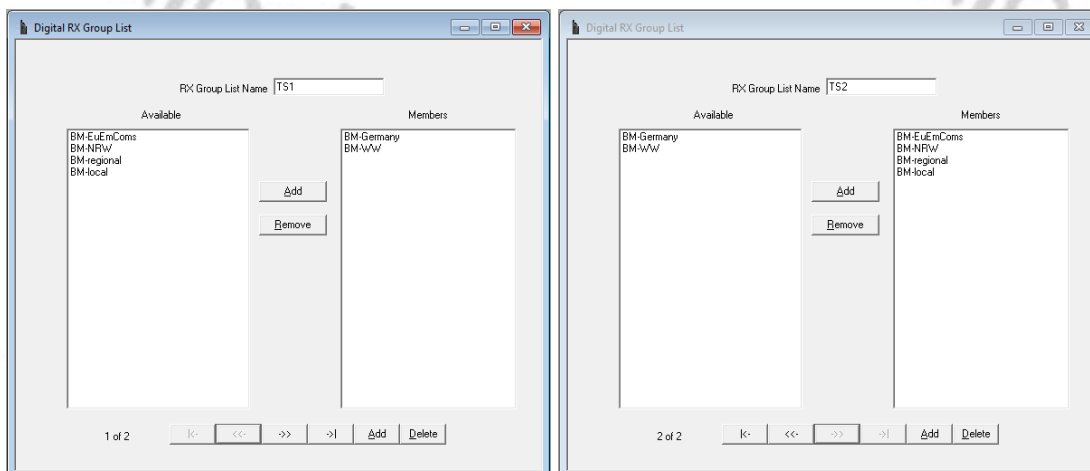 Digital RX Group List
RX Group List Name TS1
Available Members
BM-EuEmComs
BM-NRW
BM-regional
BM-local
BM-Germany
BM-WW
Add
Remove
1 of 2 |<- <<- ->> ->| Add Delete
Digital RX Group List
RX Group List Name TS2
Available Members
BM-Germany
BM-WW
BM-EuEmComs
BM-NRW
BM-regional
BM-local
Add
Remove
2 of 2 |<- <<- ->> ->| Add Delete